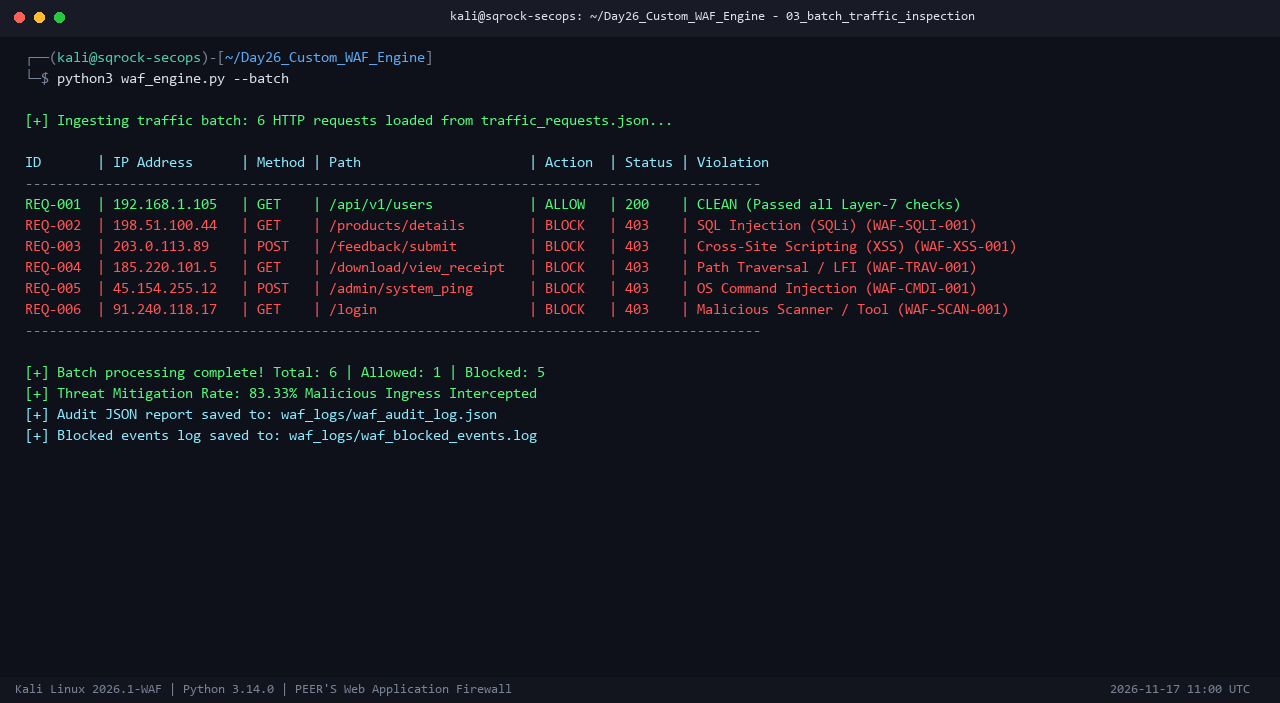 kali@sqrock-secops: ~/Day26_Custom_WAF_Engine - 03_batch_traffic_inspection
┌──(kali@sqrock-secops)-[~/Day26_Custom_WAF_Engine]
└─$ python3 waf_engine.py --batch
[+] Ingesting traffic batch: 6 HTTP requests loaded from traffic_requests.json...
ID       | IP Address      | Method | Path                     | Action  | Status | Violation
--------------------------------------------------------------------------------------------
REQ-001  | 192.168.1.105   | GET    | /api/v1/users            | ALLOW   | 200    | CLEAN (Passed all Layer-7 checks)
REQ-002  | 198.51.100.44   | GET    | /products/details        | BLOCK   | 403    | SQL Injection (SQLi) (WAF-SQLI-001)
REQ-003  | 203.0.113.89    | POST   | /feedback/submit         | BLOCK   | 403    | Cross-Site Scripting (XSS) (WAF-XSS-001)
REQ-004  | 185.220.101.5   | GET    | /download/view_receipt   | BLOCK   | 403    | Path Traversal / LFI (WAF-TRAV-001)
REQ-005  | 45.154.255.12   | POST   | /admin/system_ping       | BLOCK   | 403    | OS Command Injection (WAF-CMDI-001)
REQ-006  | 91.240.118.17   | GET    | /login                   | BLOCK   | 403    | Malicious Scanner / Tool (WAF-SCAN-001)
--------------------------------------------------------------------------------------------
[+] Batch processing complete! Total: 6 | Allowed: 1 | Blocked: 5
[+] Threat Mitigation Rate: 83.33% Malicious Ingress Intercepted
[+] Audit JSON report saved to: waf_logs/waf_audit_log.json
[+] Blocked events log saved to: waf_logs/waf_blocked_events.log
Kali Linux 2026.1-WAF | Python 3.14.0 | PEER'S Web Application Firewall
2026-11-17 11:00 UTC